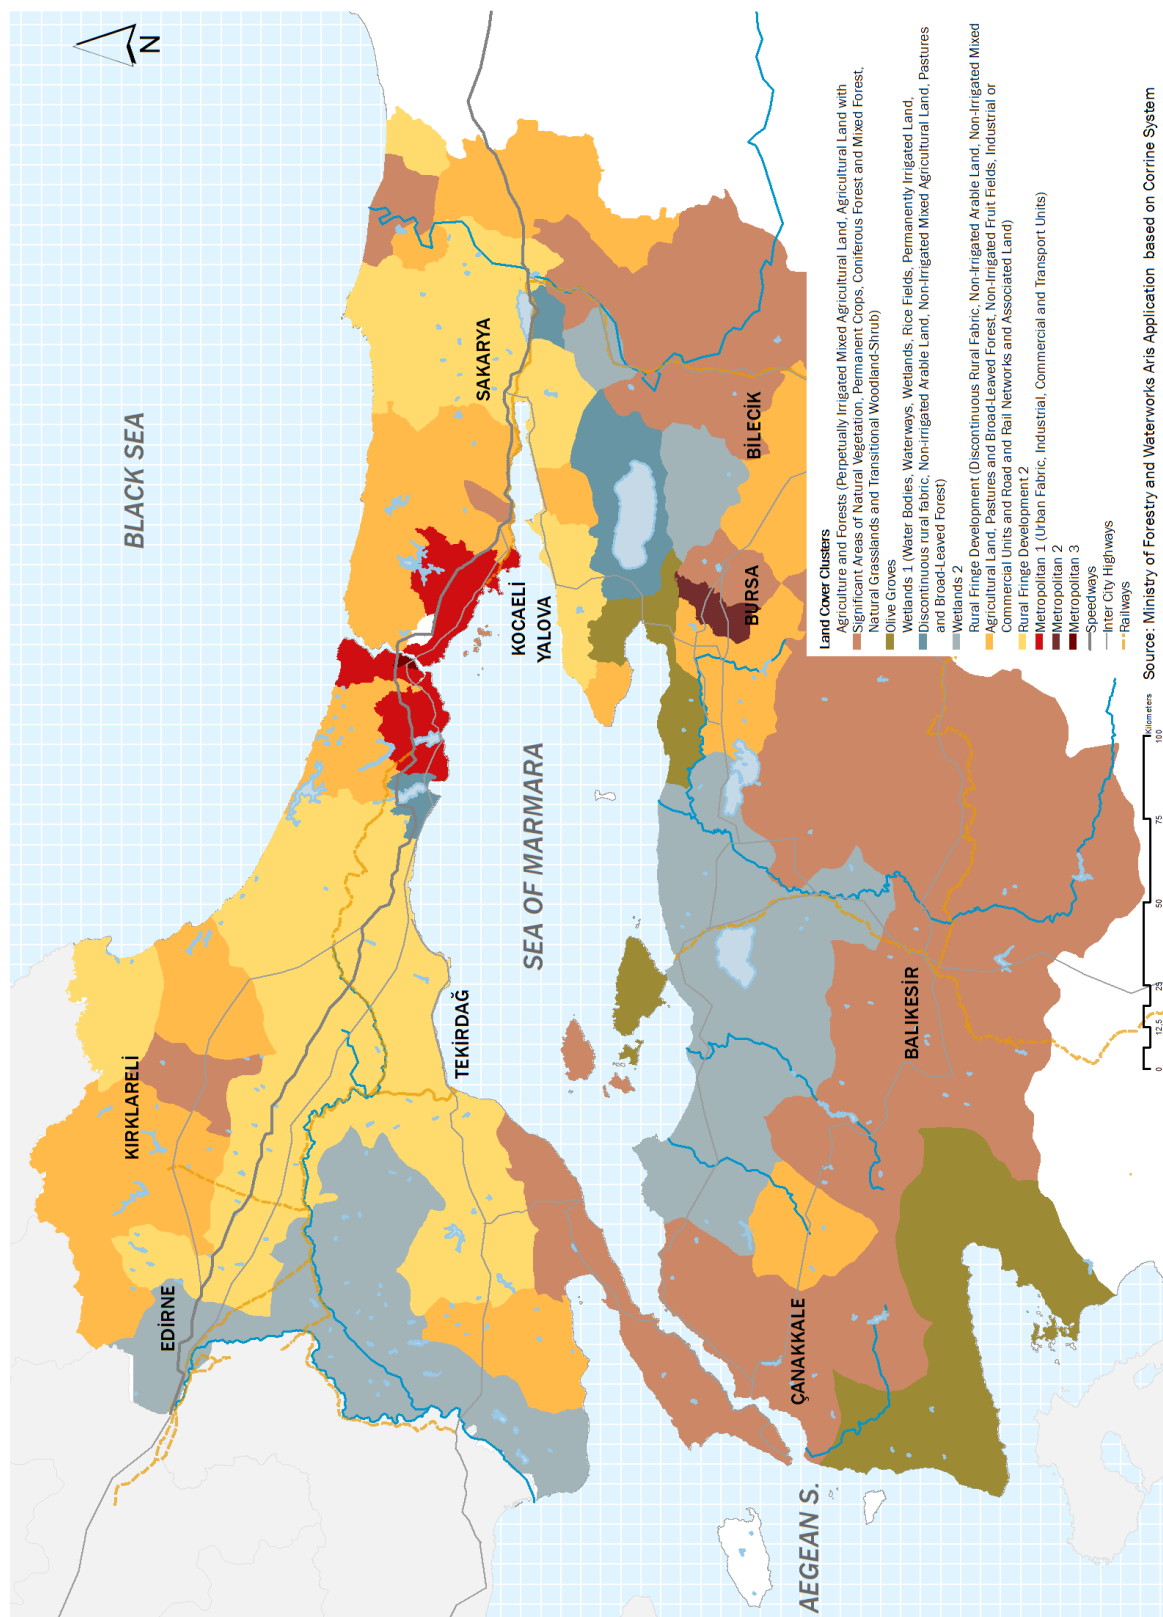 N
BLACK SEA
SEA OF MARMARA
AEGEAN S.
KIRKLARELİ
EDİRNE
TEKİRDAĞ
SAKARYA
KOCAELİ
YALOVA
BİLECİK
BURSA
BALIKESİR
ÇANAKKALE
Land Cover Clusters
Agriculture and Forests (Perpetually Irrigated Mixed Agricultural Land, Agricultural Land with
Significant Areas of Natural Vegetation, Permanent Crops, Coniferous Forest and Mixed Forest,
Natural Grasslands and Transitional Woodland-Shrub)
Olive Groves
Wetlands 1 (Water Bodies, Waterways, Wetlands, Rice Fields, Permanently Irrigated Land,
Discontinuous rural fabric, Non-irrigated Arable Land, Non-Irrigated Mixed Agricultural Land, Pastures
and Broad-Leaved Forest)
Wetlands 2
Rural Fringe Development (Discontinuous Rural Fabric, Non-Irrigated Arable Land, Non-Irrigated Mixed
Agricultural Land, Pastures and Broad-Leaved Forest, Non-Irrigated Fruit Fields, Industrial or
Commercial Units and Road and Rail Networks and Associated Land)
Rural Fringe Development 2
Metropolitan 1 (Urban Fabric, Industrial, Commercial and Transport Units)
Metropolitan 2
Metropolitan 3
Speedways
Inter City Highways
Railways
0 12,5 25 50 75 100
Kilometers
Source: Ministry of Forestry and Waterworks Aris Application based on Corine System